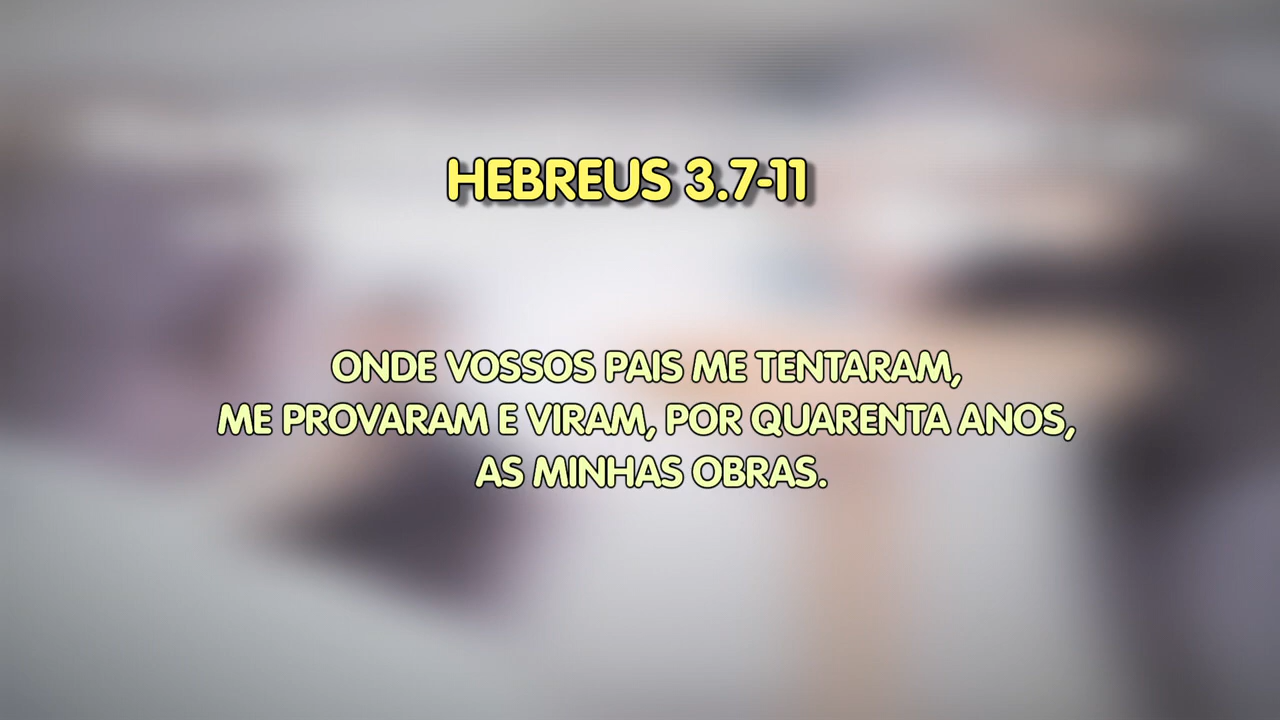 HEBREUS 3.7-11
ONDE VOSSOS PAIS ME TENTARAM,
ME PROVARAM E VIRAM, POR QUARENTA ANOS,
AS MINHAS OBRAS.